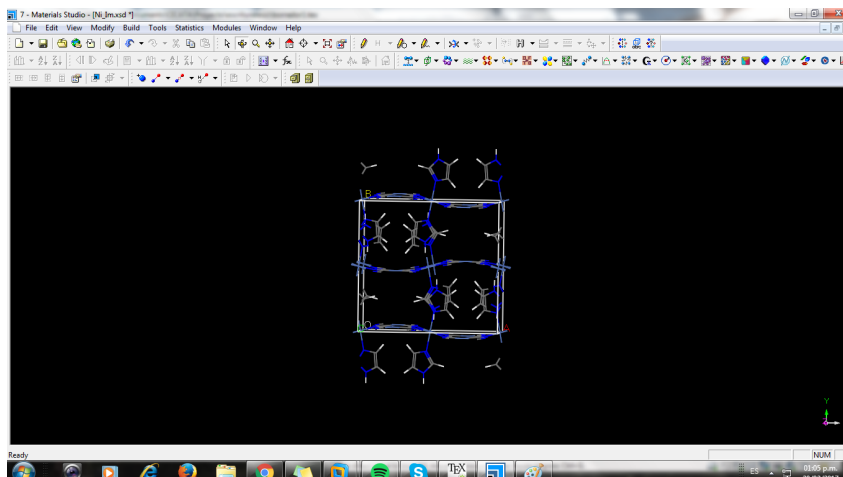 7 - Materials Studio - [Ni_Im.xsd *]
File Edit View Modify Build Tools Statistics Modules Window Help
B
O
A
Y
Ready
NUM
TEX
ES
01:05 p.m.